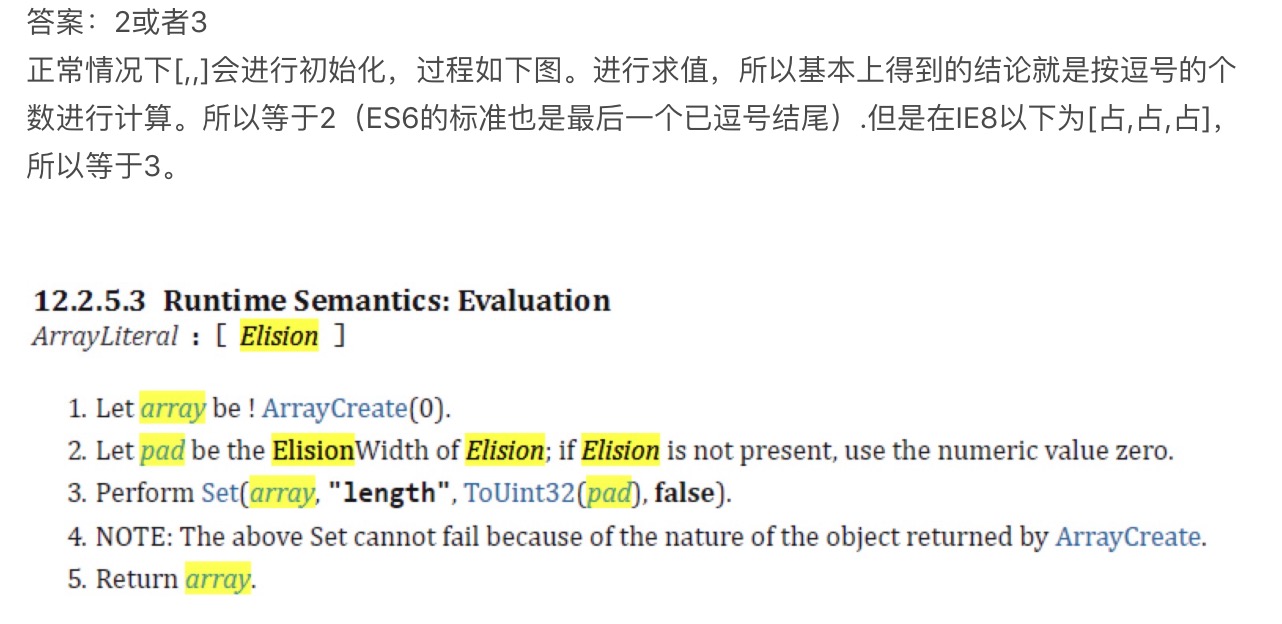 答案：2或者3
正常情况下[,,]会进行初始化，过程如下图。进行求值，所以基本上得到的结论就是按逗号的个
数进行计算。所以等于2（ES6的标准也是最后一个已逗号结尾）.但是在IE8以下为[占,占,占]，
所以等于3。
12.2.5.3 Runtime Semantics: Evaluation
ArrayLiteral : [ Elision ]
1. Let array be ! ArrayCreate(0).
2. Let pad be the ElisionWidth of Elision; if Elision is not present, use the numeric value zero.
3. Perform Set(array, "length", ToUint32(pad), false).
4. NOTE: The above Set cannot fail because of the nature of the object returned by ArrayCreate.
5. Return array.